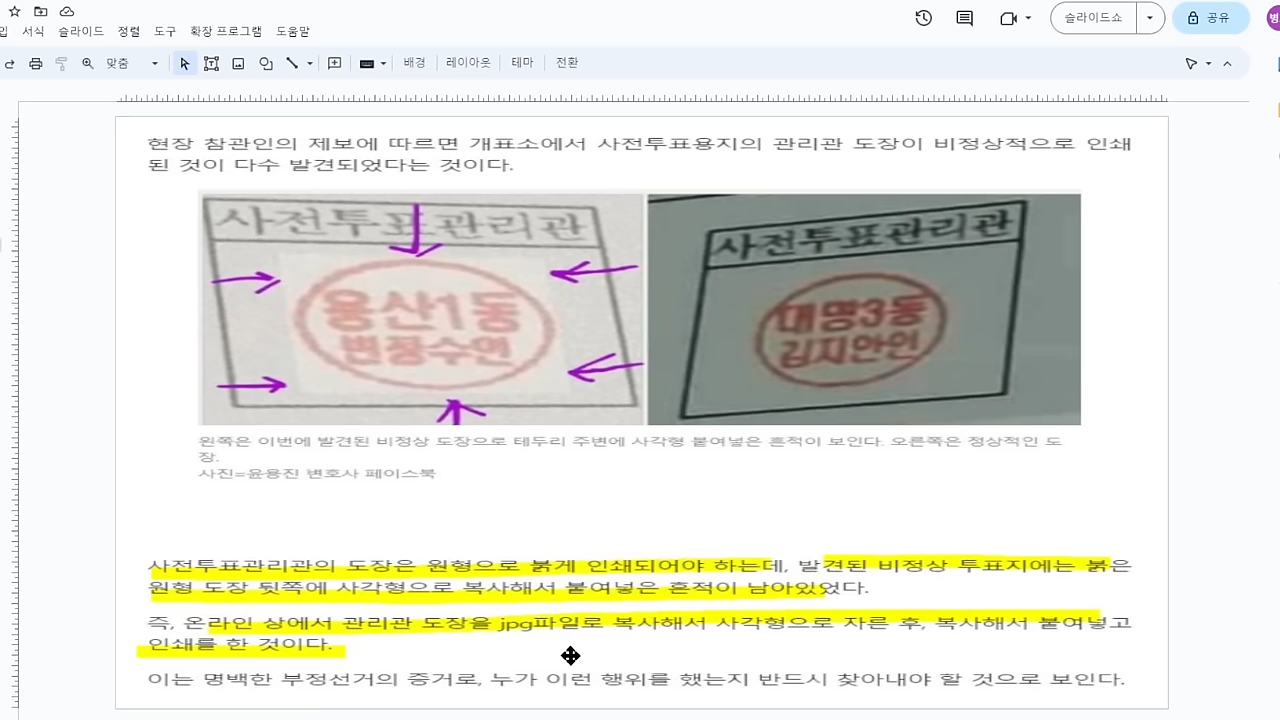 입 서식 슬라이드 정렬 도구 확장 프로그램 도움말
슬라이드쇼
공유
병
맞춤
배경 레이아웃 테마 전환
현장 참관인의 제보에 따르면 개표소에서 사전투표용지의 관리관 도장이 비정상적으로 인쇄
된 것이 다수 발견되었다는 것이다.
사전투표관리관
용산1동
사전투표관리관
대명3동
김지안인
왼쪽은 이번에 발견된 비정상 도장으로 테두리 주변에 사각형 붙여넣은 흔적이 보인다. 오른쪽은 정상적인 도
장.
사진=윤용진 변호사 페이스북
사전투표관리관의 도장은 원형으로 붉게 인쇄되어야 하는데, 발견된 비정상 투표지에는 붉은
원형 도장 뒷쪽에 사각형으로 복사해서 붙여넣은 흔적이 남아있었다.
즉, 온라인 상에서 관리관 도장을 jpg파일로 복사해서 사각형으로 자른 후, 복사해서 붙여넣고
인쇄를 한 것이다.
이는 명백한 부정선거의 증거로, 누가 이런 행위를 했는지 반드시 찾아내야 할 것으로 보인다.